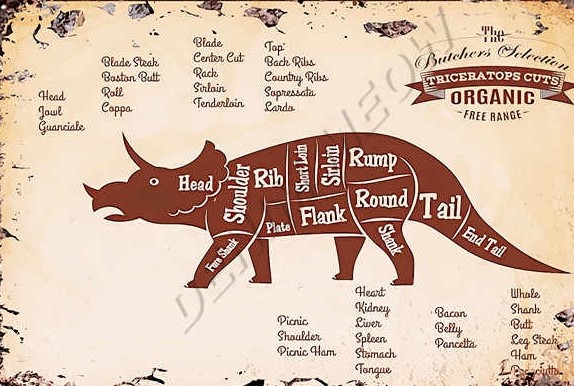 The
Butchers Selection
TRICERATOPS CUTS
ORGANIC
-FREE RANGE-
Head
Jowl
Guanciale
Blade Steak
Boston Butt
Roll
Coppa
Blade
Center Cut
Rack
Sirloin
Tenderloin
Top
Back Ribs
Country Ribs
Sopressata
Lardo
Head
Shoulder
Rib
Short Loin
Sirloin
Rump
Plate
Flank
Round
Tail
Fore Shank
Shank
End Tail
Picnic
Shoulder
Picnic Ham
Heart
Kidney
Liver
Spleen
Stomach
Tongue
Bacon
Belly
Pancetta
Whole
Shank
Butt
Leg Steak
Ham
Prosciutto